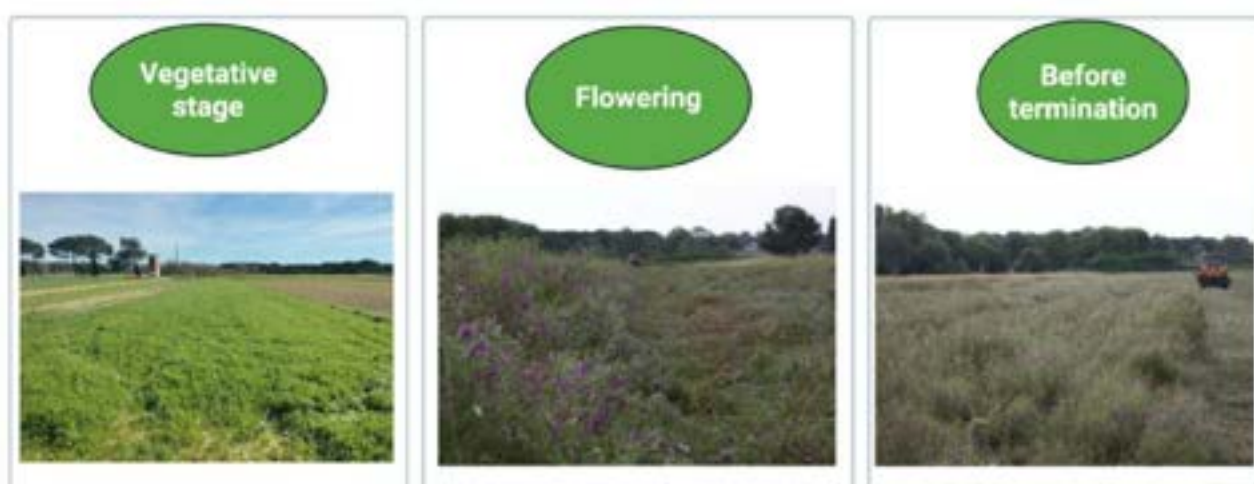 Vegetative
stage
Flowering
Before
termination